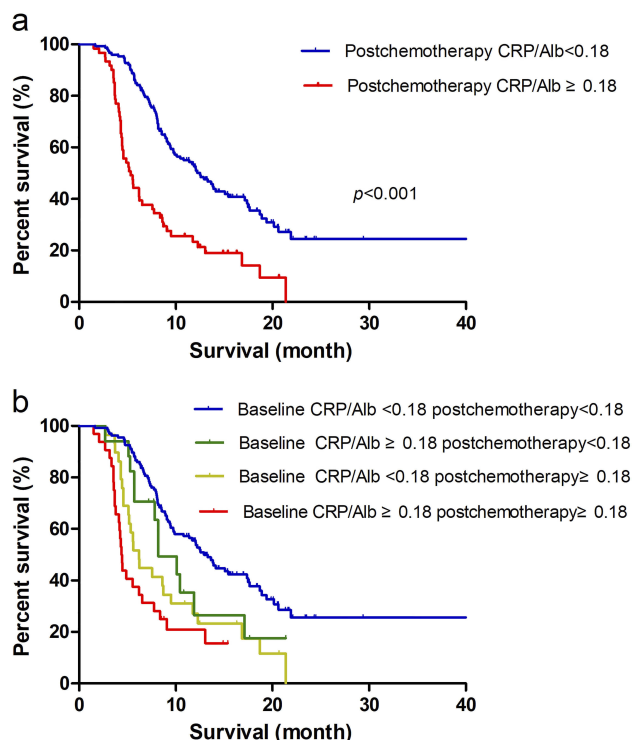 a
Postchemotherapy CRP/Alb<0.18
Postchemotherapy CRP/Alb ≥ 0.18
p<0.001
Percent survival (%)
100
80
60
40
20
0
0 10 20 30 40
Survival (month)
b
Baseline CRP/Alb <0.18 postchemotherapy<0.18
Baseline CRP/Alb ≥ 0.18 postchemotherapy<0.18
Baseline CRP/Alb <0.18 postchemotherapy≥ 0.18
Baseline CRP/Alb ≥ 0.18 postchemotherapy≥ 0.18
Percent survival (%)
100
80
60
40
20
0
0 10 20 30 40
Survival (month)